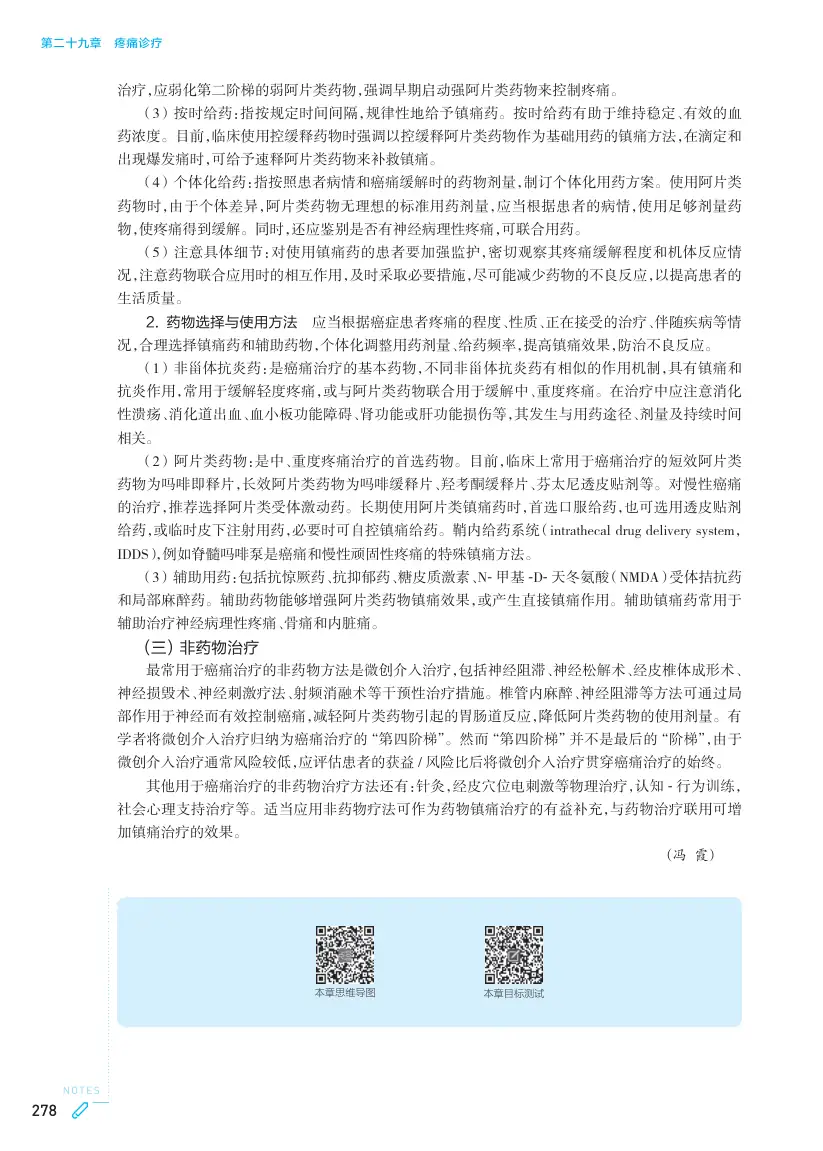 第二十九章 疼痛诊疗
治疗,应弱化第二阶梯的弱阿片类药物,强调早期启动强阿片类药物来控制疼痛。
（3）按时给药:指按规定时间间隔,规律性地给予镇痛药。按时给药有助于维持稳定、有效的血
药浓度。目前,临床使用控缓释药物时强调以控缓释阿片类药物作为基础用药的镇痛方法,在滴定和
出现爆发痛时,可给予速释阿片类药物来补救镇痛。
（4）个体化给药:指按照患者病情和癌痛缓解时的药物剂量,制订个体化用药方案。使用阿片类
药物时,由于个体差异,阿片类药物无理想的标准用药剂量,应当根据患者的病情,使用足够剂量药
物,使疼痛得到缓解。同时,还应鉴别是否有神经病理性疼痛,可联合用药。
（5）注意具体细节:对使用镇痛药的患者要加强监护,密切观察其疼痛缓解程度和机体反应情
况,注意药物联合应用时的相互作用,及时采取必要措施,尽可能减少药物的不良反应,以提高患者的
生活质量。
2. 药物选择与使用方法 应当根据癌症患者疼痛的程度、性质、正在接受的治疗、伴随疾病等情
况,合理选择镇痛药和辅助药物,个体化调整用药剂量、给药频率,提高镇痛效果,防治不良反应。
（1）非甾体抗炎药:是癌痛治疗的基本药物,不同非甾体抗炎药有相似的作用机制,具有镇痛和
抗炎作用,常用于缓解轻度疼痛,或与阿片类药物联合用于缓解中、重度疼痛。在治疗中应注意消化
性溃疡、消化道出血、血小板功能障碍、肾功能或肝功能损伤等,其发生与用药途径、剂量及持续时间
相关。
（2）阿片类药物:是中、重度疼痛治疗的首选药物。目前,临床上常用于癌痛治疗的短效阿片类
药物为吗啡即释片,长效阿片类药物为吗啡缓释片、羟考酮缓释片、芬太尼透皮贴剂等。对慢性癌痛
的治疗,推荐选择阿片类受体激动药。长期使用阿片类镇痛药时,首选口服给药,也可选用透皮贴剂
给药,或临时皮下注射用药,必要时可自控镇痛给药。鞘内给药系统（intrathecal drug delivery system,
IDDS）,例如脊髓吗啡泵是癌痛和慢性顽固性疼痛的特殊镇痛方法。
（3）辅助用药:包括抗惊厥药、抗抑郁药、糖皮质激素、N- 甲基 -D- 天冬氨酸（NMDA）受体拮抗药
和局部麻醉药。辅助药物能够增强阿片类药物镇痛效果,或产生直接镇痛作用。辅助镇痛药常用于
辅助治疗神经病理性疼痛、骨痛和内脏痛。
（三）非药物治疗
最常用于癌痛治疗的非药物方法是微创介入治疗,包括神经阻滞、神经松解术、经皮椎体成形术、
神经损毁术、神经刺激疗法、射频消融术等干预性治疗措施。椎管内麻醉、神经阻滞等方法可通过局
部作用于神经而有效控制癌痛,减轻阿片类药物引起的胃肠道反应,降低阿片类药物的使用剂量。有
学者将微创介入治疗归纳为癌痛治疗的“第四阶梯”。然而“第四阶梯”并不是最后的“阶梯”,由于
微创介入治疗通常风险较低,应评估患者的获益 / 风险比后将微创介入治疗贯穿癌痛治疗的始终。
其他用于癌痛治疗的非药物治疗方法还有:针灸,经皮穴位电刺激等物理治疗,认知 - 行为训练,
社会心理支持治疗等。适当应用非药物疗法可作为药物镇痛治疗的有益补充,与药物治疗联用可增
加镇痛治疗的效果。
（冯 霞）
本章思维导图 本章目标测试
NOTES
278